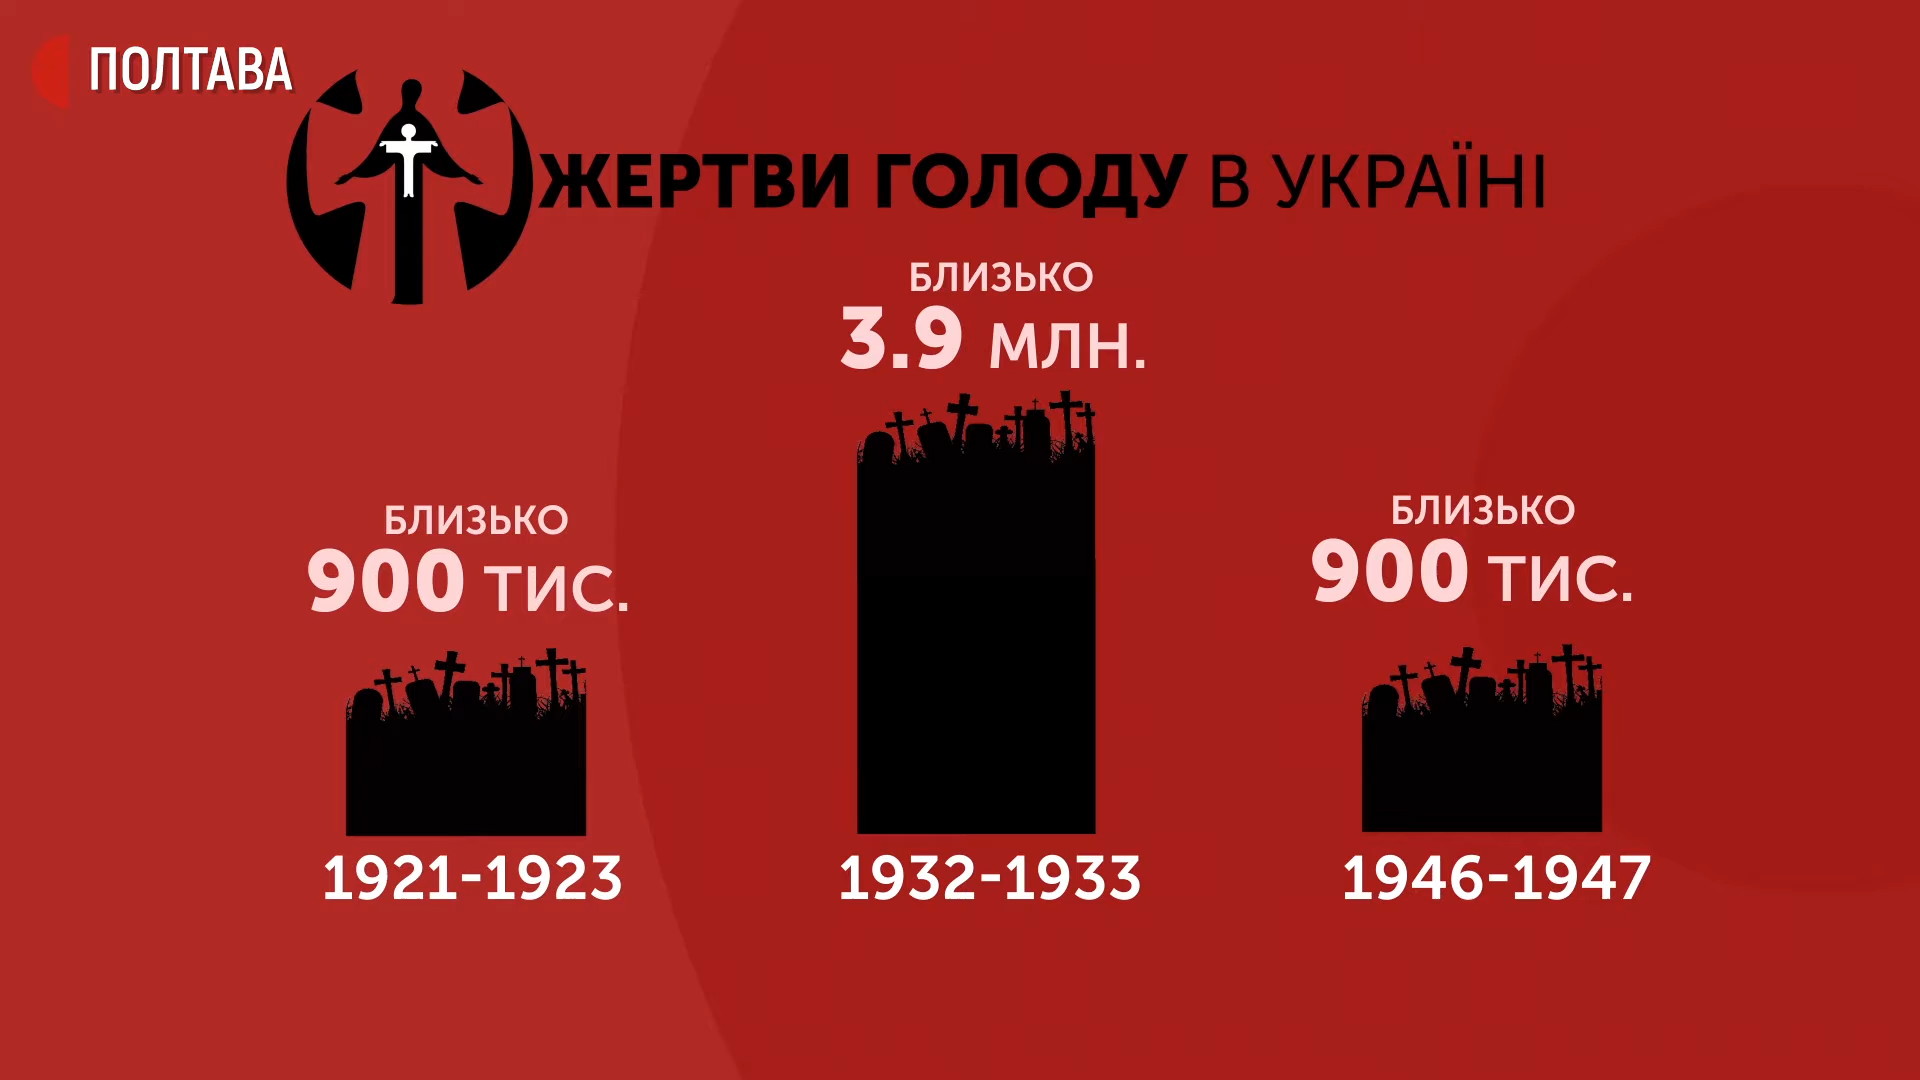 ПОЛТАВА
ЖЕРТВИ ГОЛОДУ В УКРАЇНІ
БЛИЗЬКО
3.9 МЛН.
БЛИЗЬКО
900 ТИС.
БЛИЗЬКО
900 ТИС.
1921-1923
1932-1933
1946-1947